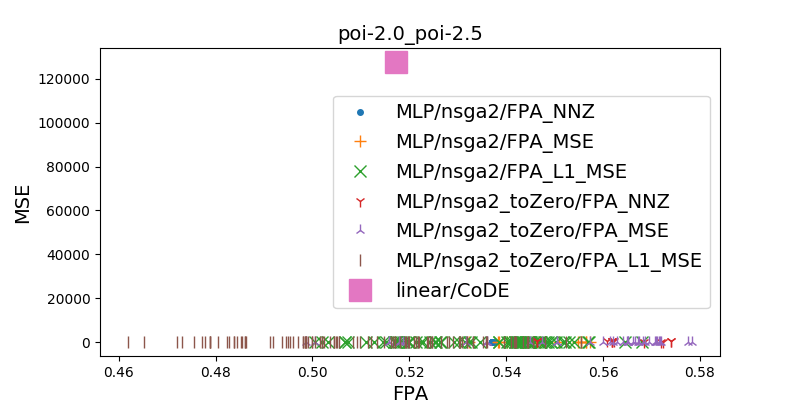 poi-2.0_poi-2.5
MSE
120000
100000
80000
60000
40000
20000
0
MLP/nsga2/FPA_NNZ
MLP/nsga2/FPA_MSE
MLP/nsga2/FPA_L1_MSE
MLP/nsga2_toZero/FPA_NNZ
MLP/nsga2_toZero/FPA_MSE
MLP/nsga2_toZero/FPA_L1_MSE
linear/CoDE
0.46 0.48 0.50 0.52 0.54 0.56 0.58
FPA